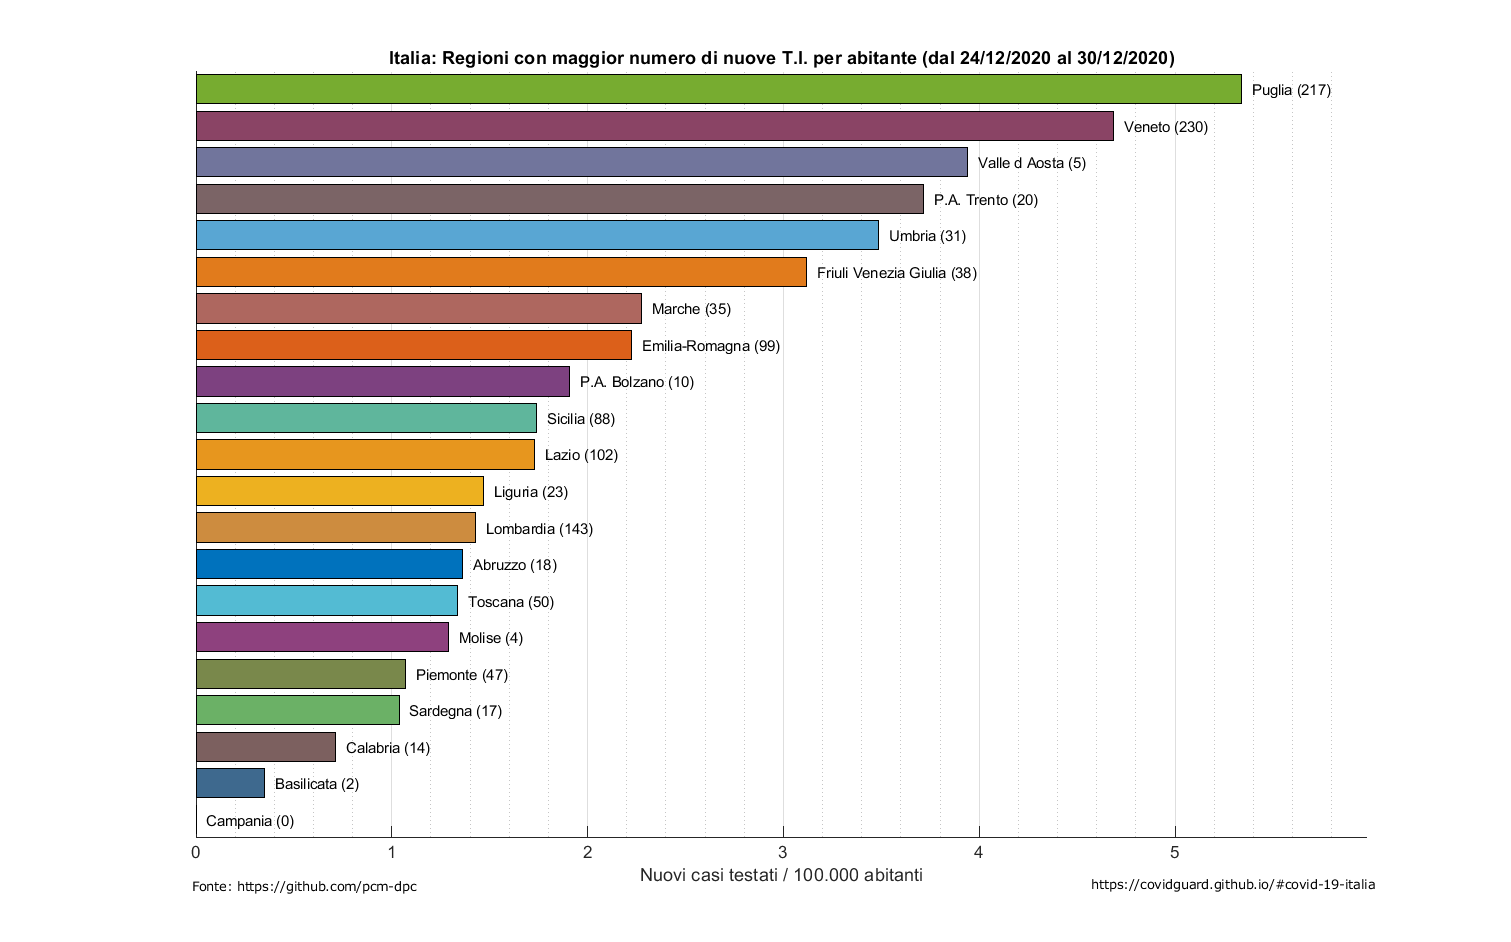 Italia: Regioni con maggior numero di nuove T.I. per abitante (dal 24/12/2020 al 30/12/2020)
Puglia (217)
Veneto (230)
Valle d Aosta (5)
P.A. Trento (20)
Umbria (31)
Friuli Venezia Giulia (38)
Marche (35)
Emilia-Romagna (99)
P.A. Bolzano (10)
Sicilia (88)
Lazio (102)
Liguria (23)
Lombardia (143)
Abruzzo (18)
Toscana (50)
Molise (4)
Piemonte (47)
Sardegna (17)
Calabria (14)
Basilicata (2)
Campania (0)
0 1 2 3 4 5
Nuovi casi testati / 100.000 abitanti
Fonte: https://github.com/pcm-dpc
https://covidguard.github.io/#covid-19-italia